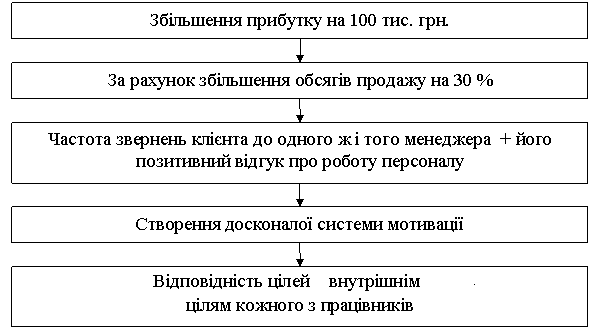 Збільшення прибутку на 100 тис. грн.
За рахунок збільшення обсягів продажу на 30 %
Частота звернень клієнта до одного ж і того менеджера + його
позитивний відгук про роботу персоналу
Створення досконалої системи мотивації
Відповідність цілей внутрішнім
цілям кожного з працівників